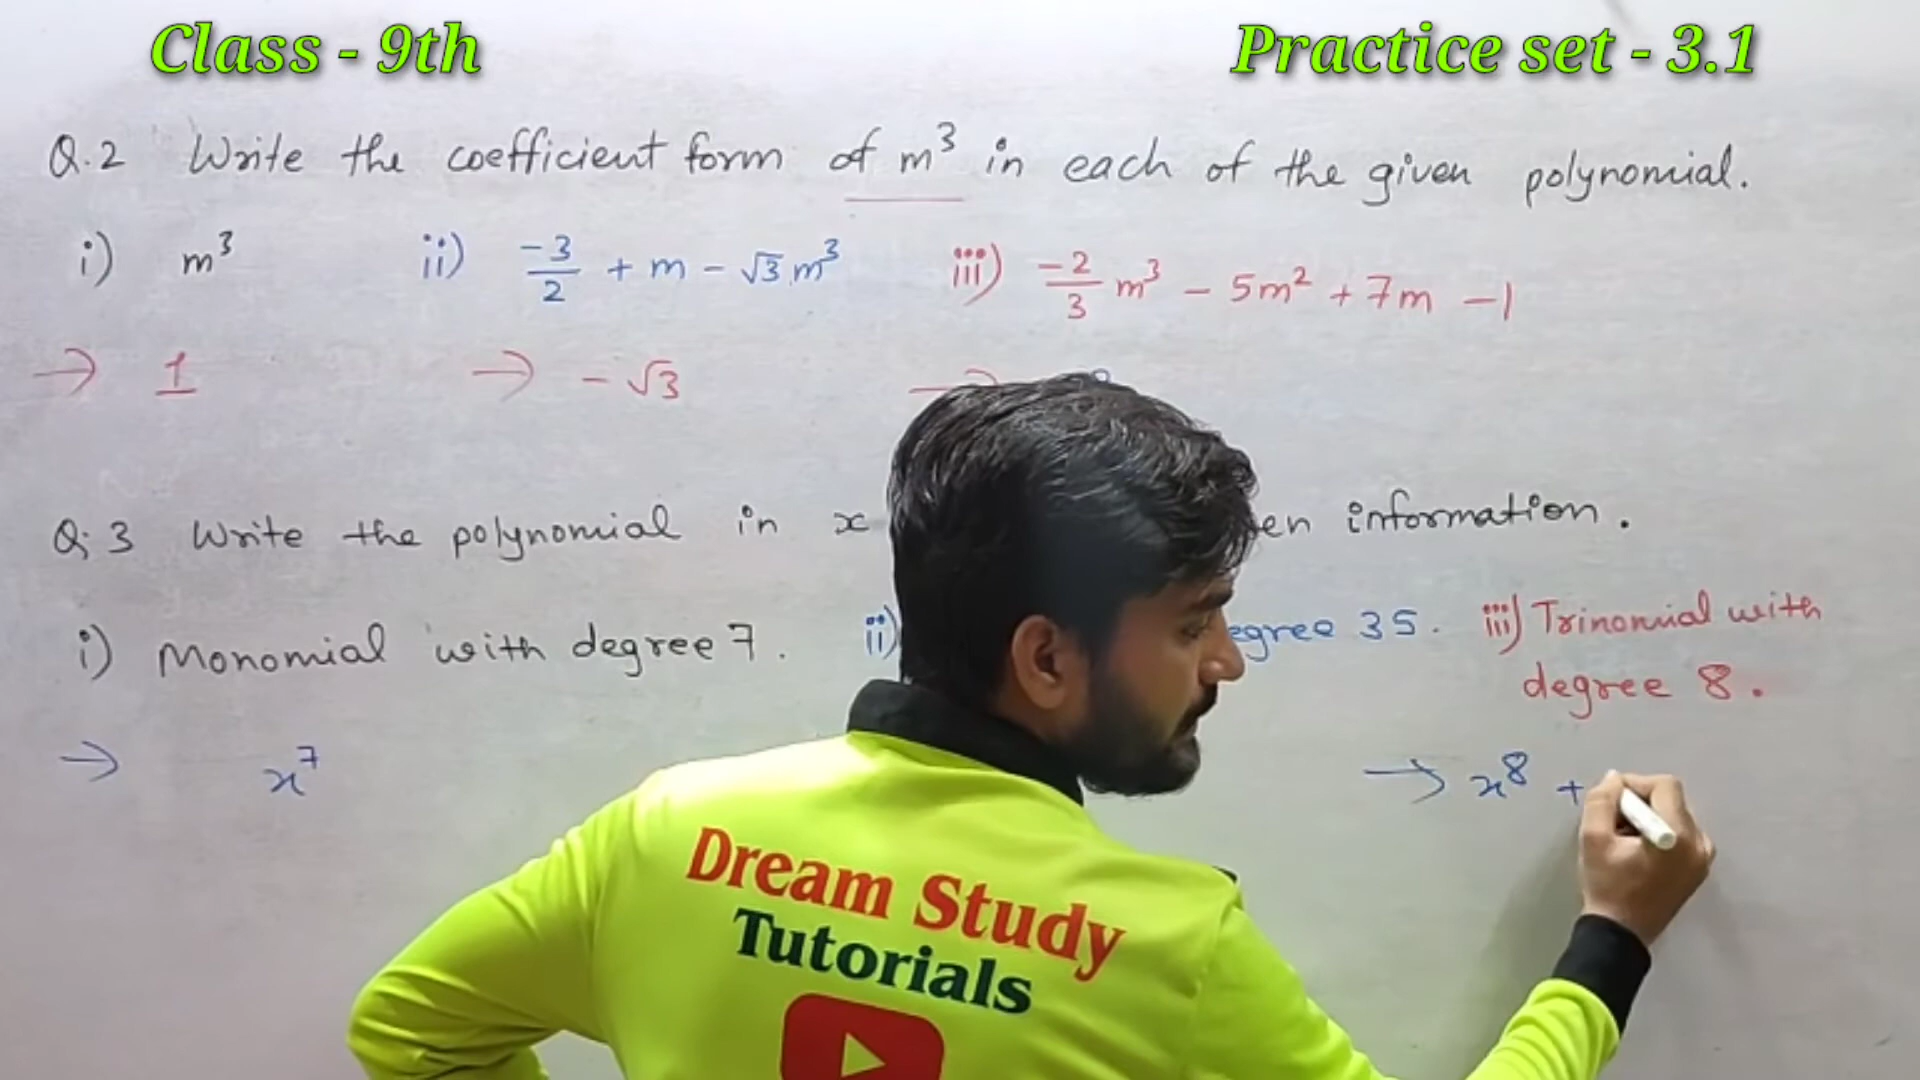 Class - 9th
Practice set - 3.1
Q.2 Write the coefficient form of m³ in each of the given polynomial.
i) m³ ii) -3/2 + m - √3 m³ iii) -2/3 m³ - 5m² + 7m - 1
→ 1 → - √3 →
Q.3 Write the polynomial in x information.
i) Monomial with degree 7. ii) egree 35. iii) Trinomial with
degree 8.
→ x⁷ → x⁸ +
Dream Study
Tutorials